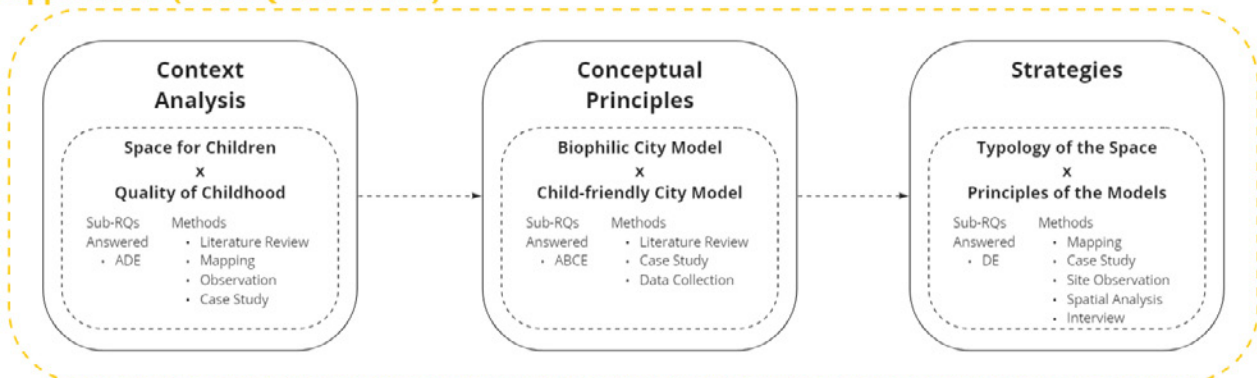 Context
Analysis
Space for Children
x
Quality of Childhood
Sub-RQs
Answered
• ADE
Methods
• Literature Review
• Mapping
• Observation
• Case Study
Conceptual
Principles
Biophilic City Model
x
Child-friendly City Model
Sub-RQs
Answered
• ABCE
Methods
• Literature Review
• Case Study
• Data Collection
Strategies
Typology of the Space
x
Principles of the Models
Sub-RQs
Answered
• DE
Methods
• Mapping
• Case Study
• Site Observation
• Spatial Analysis
• Interview